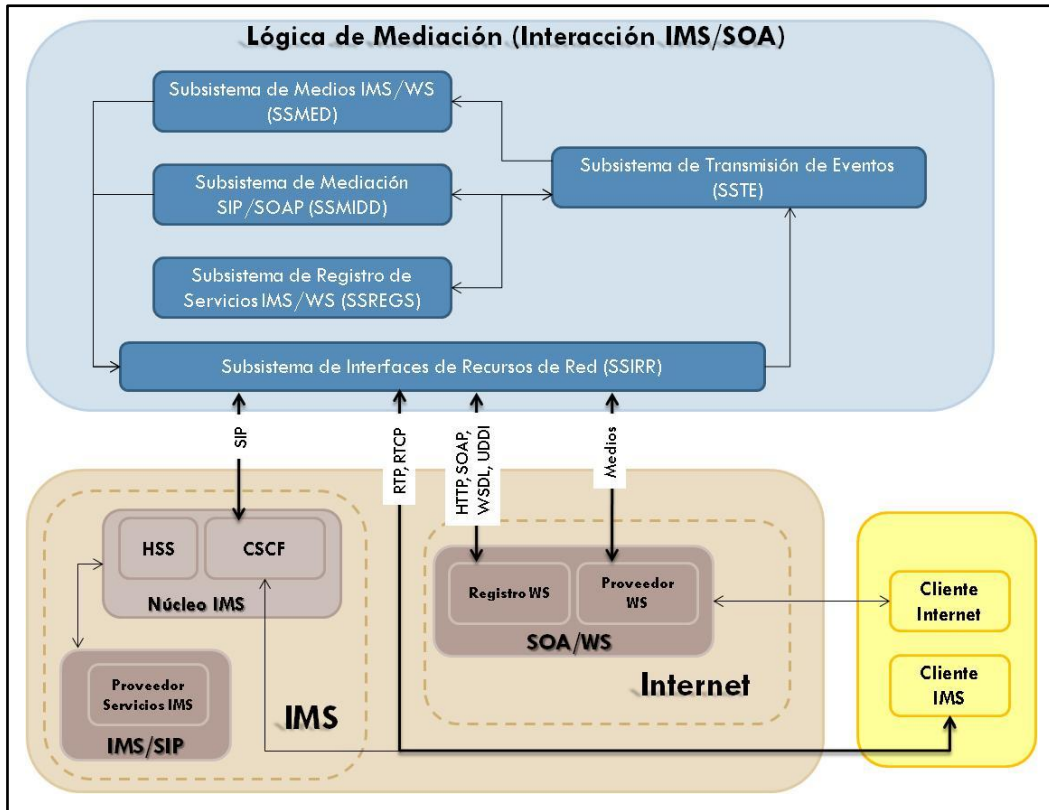 Lógica de Mediación (Interacción IMS/SOA)
Subsistema de Medios IMS/WS
(SSMED)
Subsistema de Transmisión de Eventos
(SSTE)
Subsistema de Mediación
SIP/SOAP (SSMIDD)
Subsistema de Registro de
Servicios IMS/WS (SSREGS)
Subsistema de Interfaces de Recursos de Red (SSIRR)
SIP
RTP, RTCP
HTTP, SOAP,
WSDL, UDDI
Medios
HSS
CSCF
Núcleo IMS
Registro WS
Proveedor
WS
SOA/WS
Cliente
Internet
Cliente
IMS
Proveedor
Servicios IMS
IMS/SIP
IMS
Internet